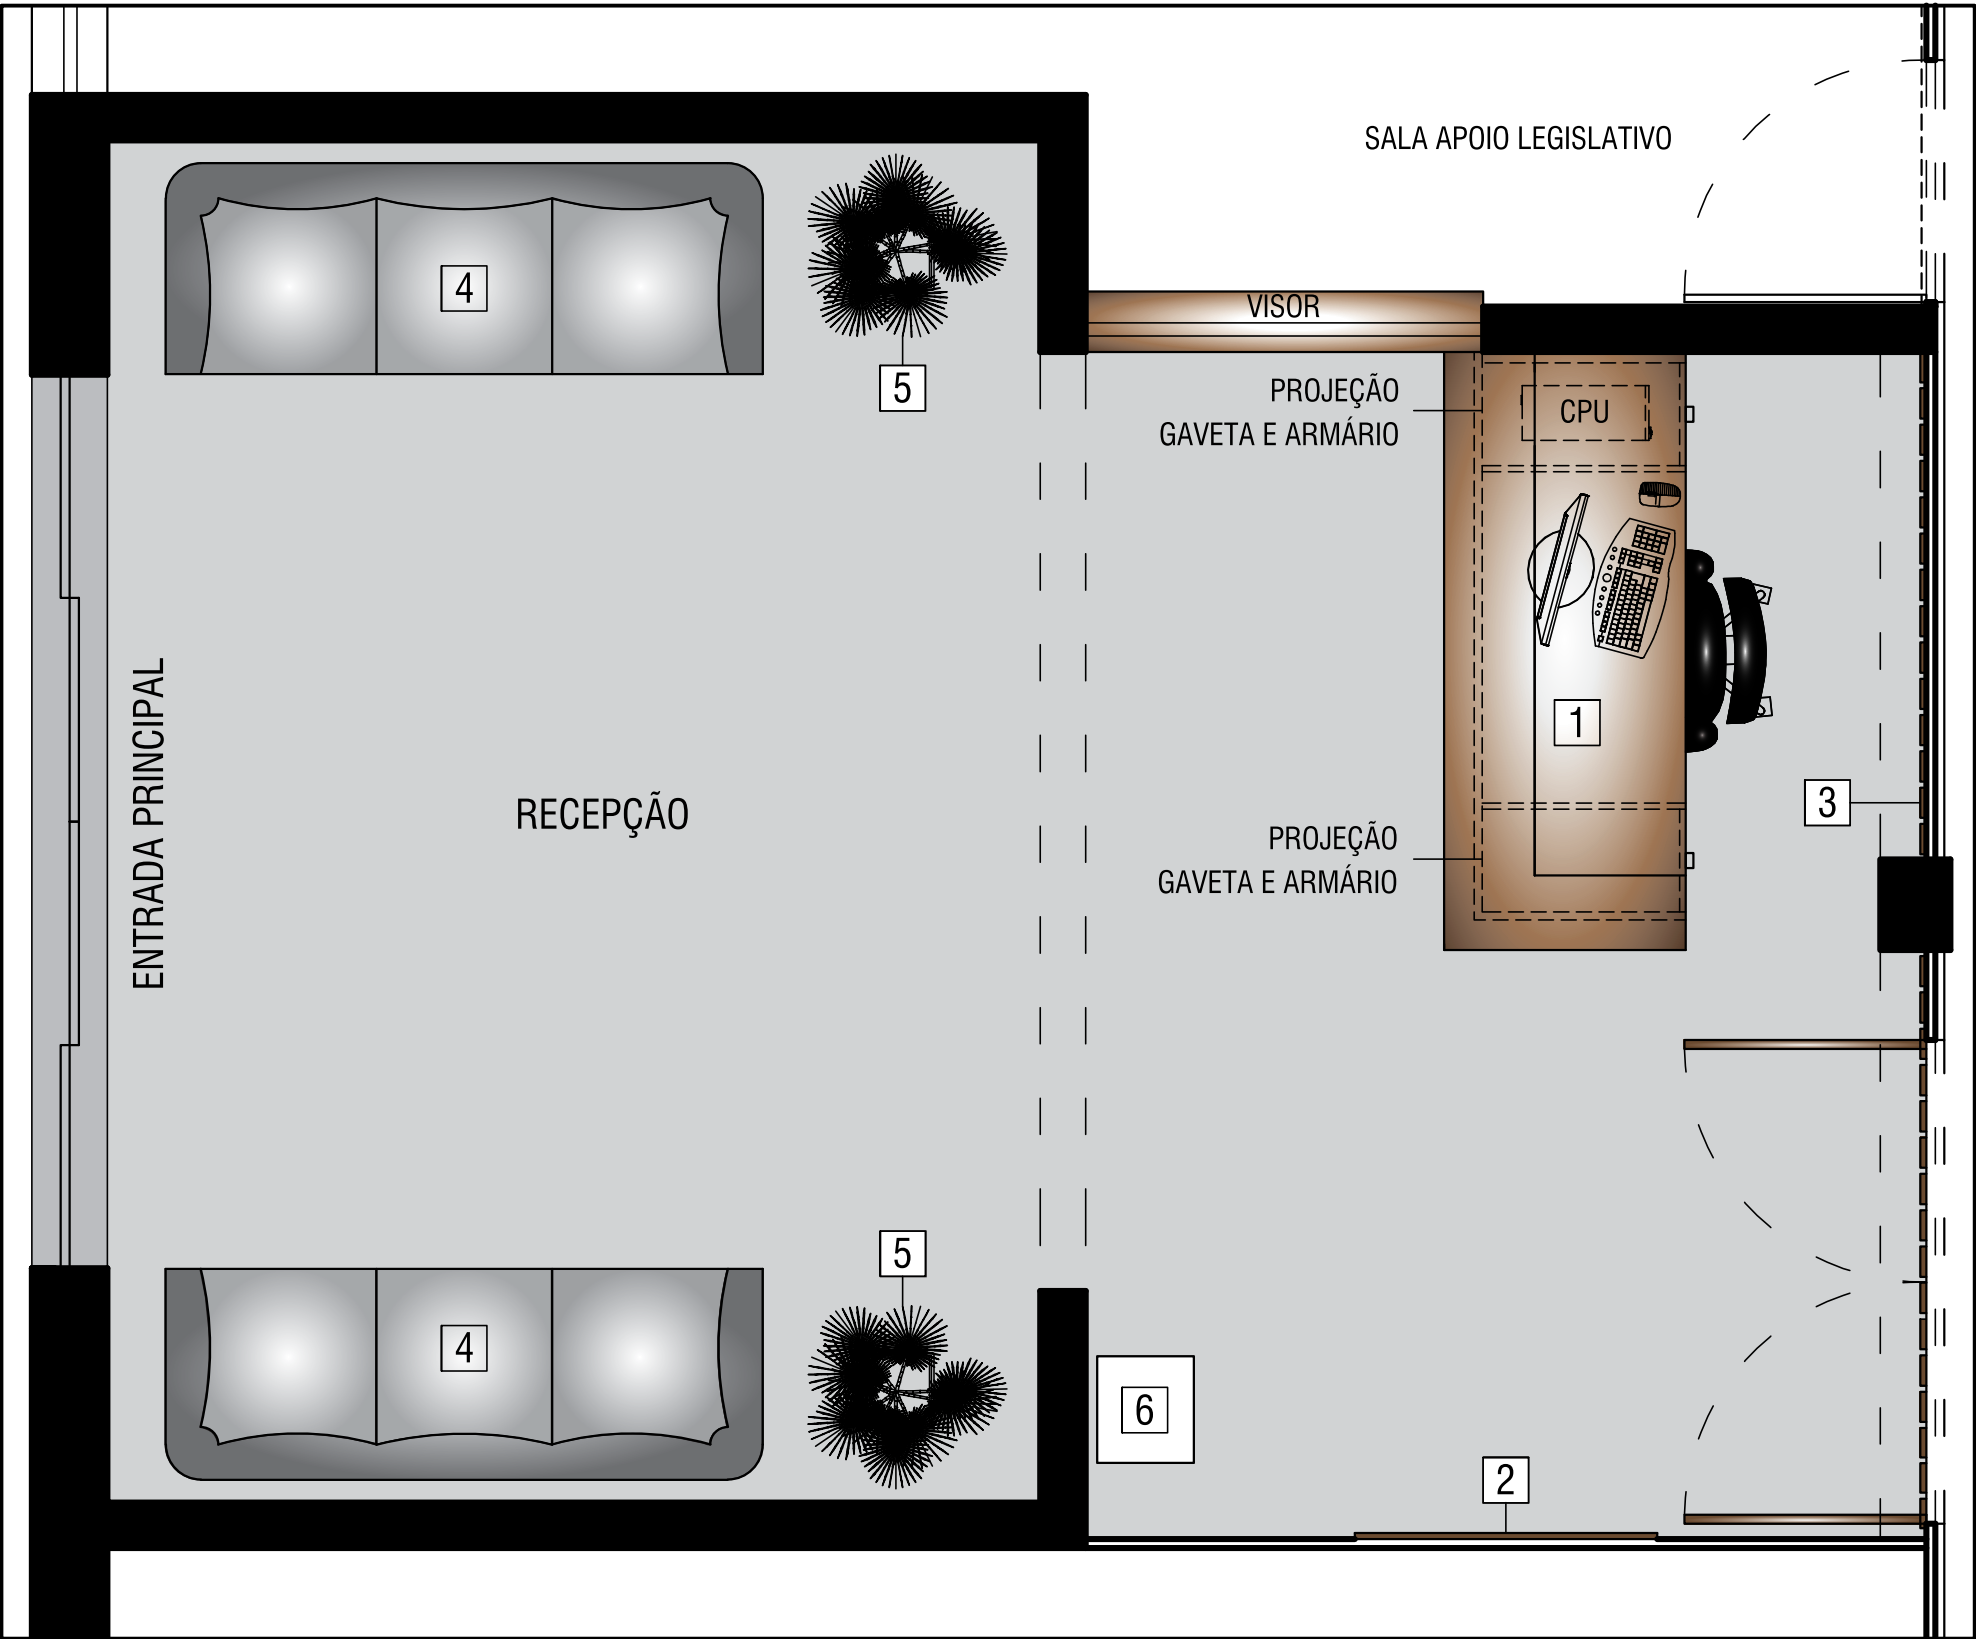 SALA APOIO LEGISLATIVO
4
VISOR
5
PROJEÇÃO
GAVETA E ARMÁRIO
CPU
1
ENTRADA PRINCIPAL
RECEPÇÃO
3
PROJEÇÃO
GAVETA E ARMÁRIO
5
4
6
2